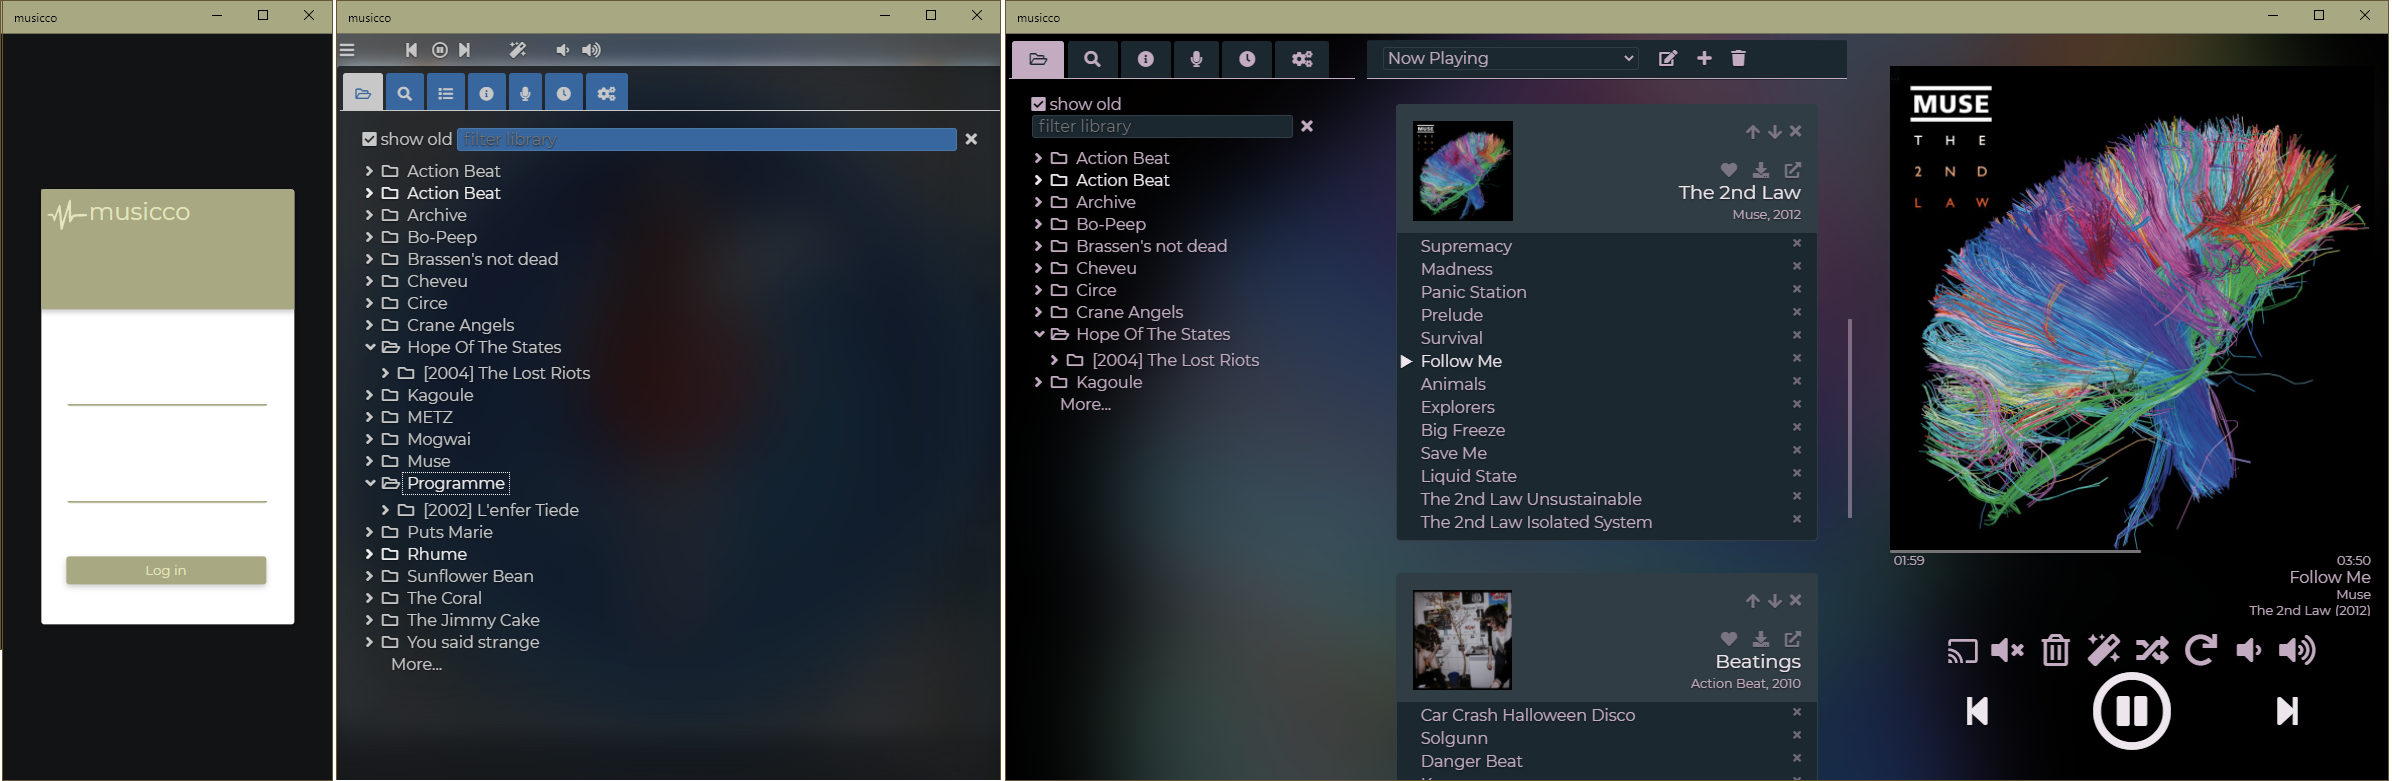 musicco
musicco
Log in
musicco
show old
filter library
Action Beat
Action Beat
Archive
Bo-Peep
Brassen's not dead
Cheveu
Circe
Crane Angels
Hope Of The States
[2004] The Lost Riots
Kagoule
METZ
Mogwai
Muse
Programme
[2002] L'enfer Tiede
Puts Marie
Rhume
Sunflower Bean
The Coral
The Jimmy Cake
You said strange
More...
musicco
show old
filter library
Action Beat
Action Beat
Archive
Bo-Peep
Brassen's not dead
Cheveu
Circe
Crane Angels
Hope Of The States
[2004] The Lost Riots
Kagoule
More...
Now Playing
MUSE
The 2nd Law
Muse, 2012
Supremacy
Madness
Panic Station
Prelude
Survival
Follow Me
Animals
Explorers
Big Freeze
Save Me
Liquid State
The 2nd Law Unsustainable
The 2nd Law Isolated System
Beatings
Action Beat, 2010
Car Crash Halloween Disco
Solgunn
Danger Beat
MUSE
THE
2ND
LAW
01:59
03:50
Follow Me
Muse
The 2nd Law (2012)